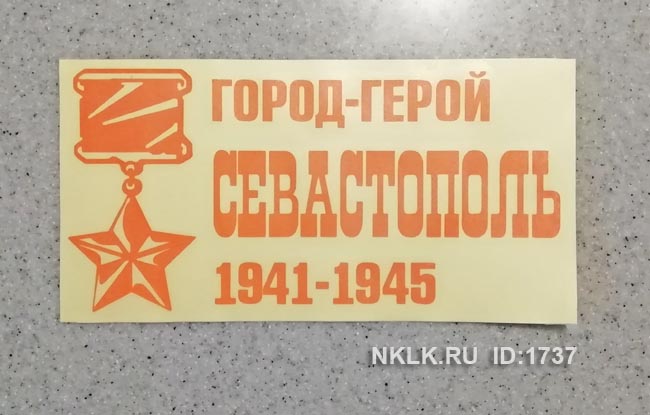 ГОРОД-ГЕРОЙ
СЕВАСТОПОЛЬ
1941-1945
NKLK.RU ID:1737